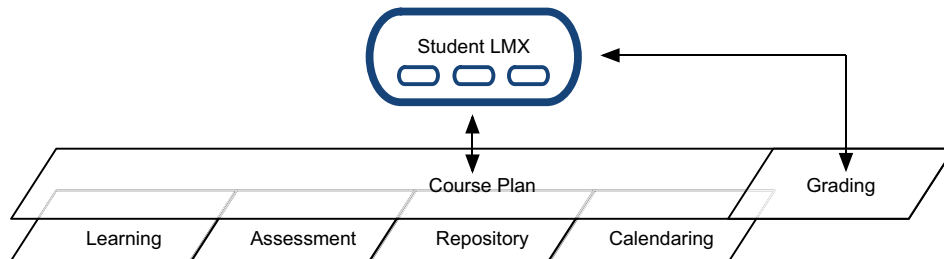 Student LMX
Course Plan
Grading
Learning
Assessment
Repository
Calendaring